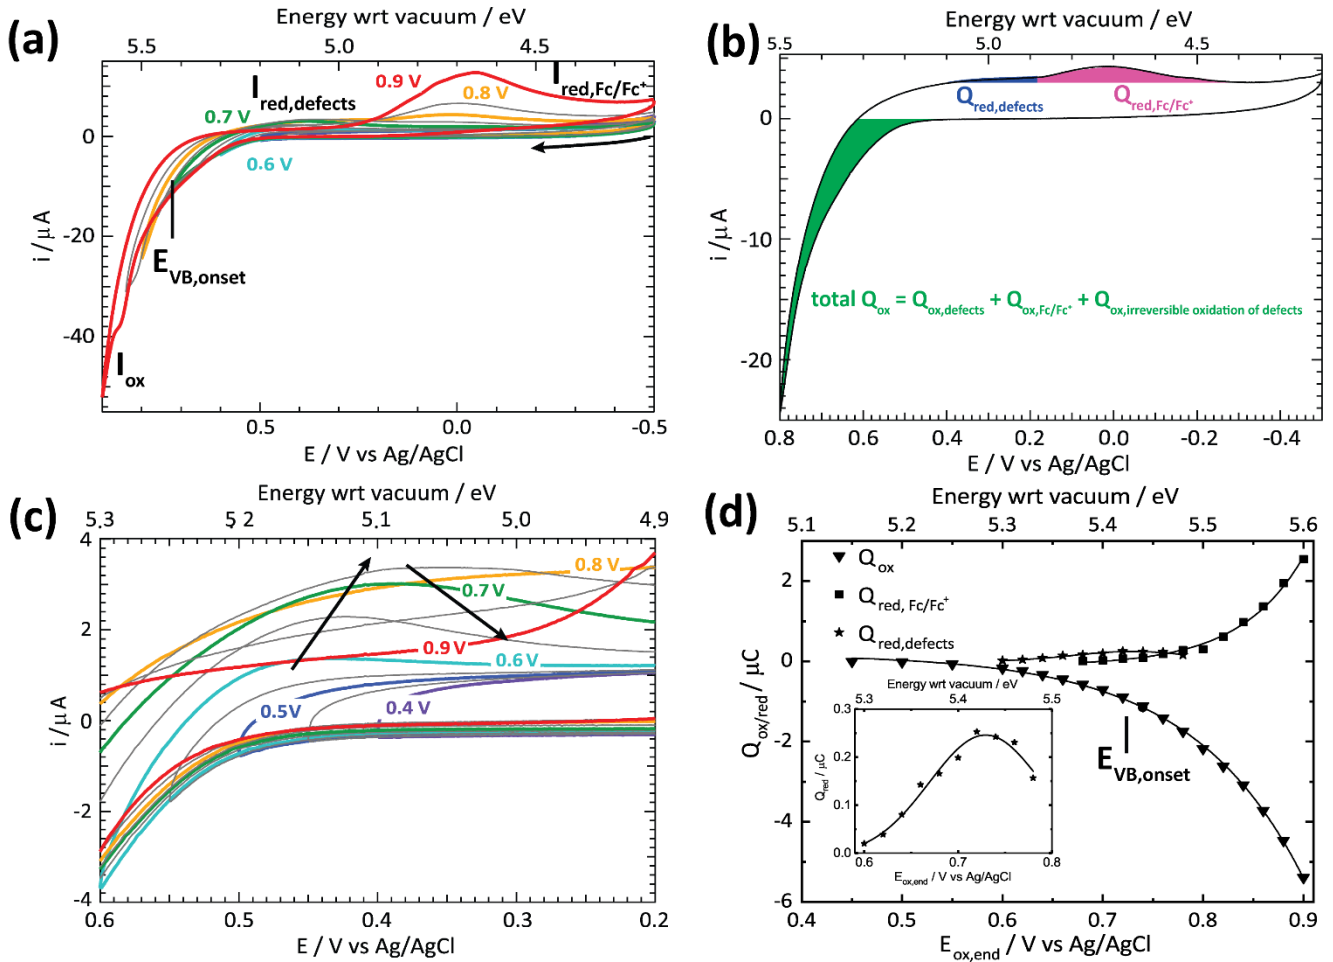 (a)
Energy wrt vacuum / eV
5.5 5.0 4.5
I red,defects
0.9 V
I red,Fc/Fc⁺
0.8 V
0.7 V
0.6 V
E VB,onset
I ox
0
-20
-40
i /μA
0.5 0.0 -0.5
E / V vs Ag/AgCl
(b)
Energy wrt vacuum / eV
5.5 5.0 4.5
Q red,defects
Q red,Fc/Fc⁺
total Q ox = Q ox,defects + Q ox,Fc/Fc⁺ + Q ox,irreversible oxidation of defects
0
-10
-20
i /μA
0.8 0.6 0.4 0.2 0.0 -0.2 -0.4
E / V vs Ag/AgCl
(c)
Energy wrt vacuum / eV
5.3 5.2 5.1 5.0 4.9
0.8 V
0.7 V
0.9 V
0.6 V
0.5V
0.4 V
4
2
0
-2
-4
i /μA
0.6 0.5 0.4 0.3 0.2
E / V vs Ag/AgCl
(d)
Energy wrt vacuum / eV
5.1 5.2 5.3 5.4 5.5 5.6
Q ox
Q red, Fc/Fc⁺
Q red,defects
2
0
-2
-4
-6
Q ox/red / μC
E VB,onset
Energy wrt vacuum / eV
5.3 5.4 5.5
0.3
0.2
0.1
0.0
Q red / μC
0.6 0.7 0.8
E ox,end / V vs Ag/AgCl
0.4 0.5 0.6 0.7 0.8 0.9
E ox,end / V vs Ag/AgCl